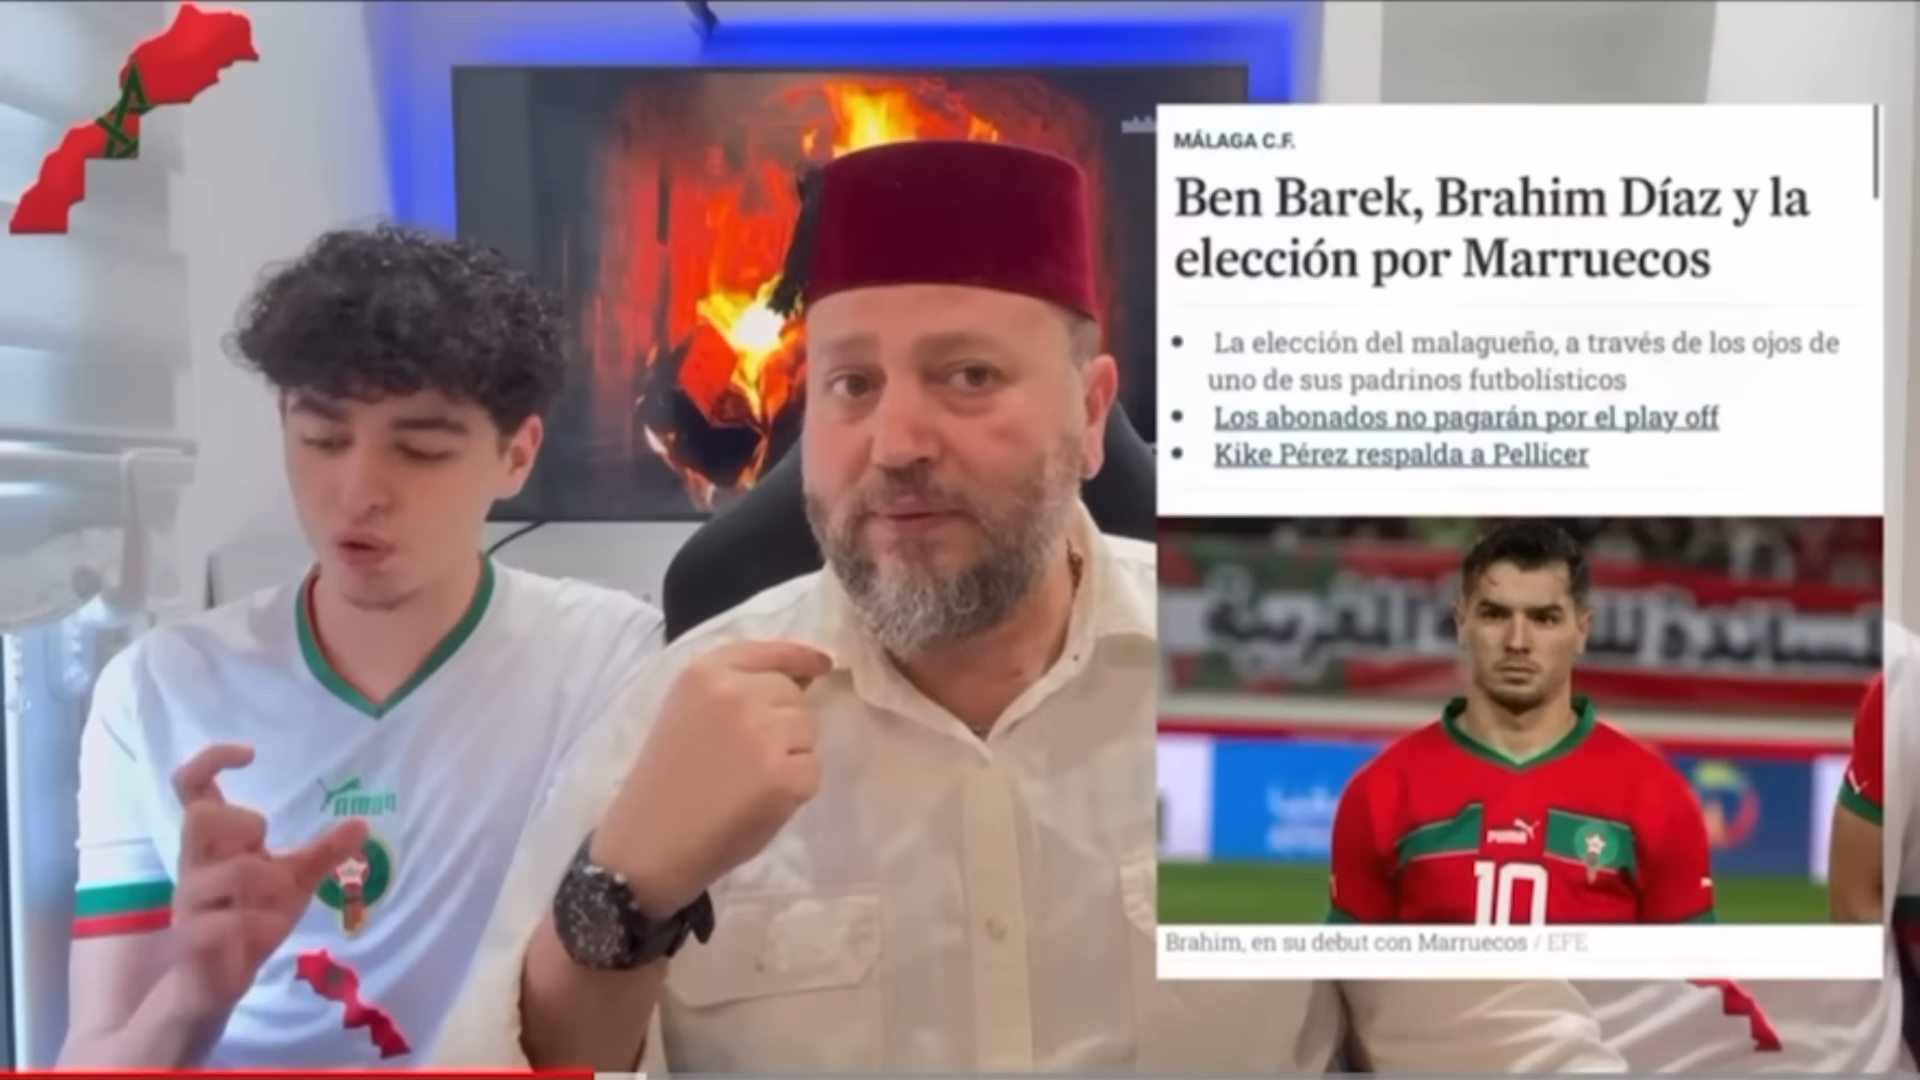 MÁLAGA C.F.
Ben Barek, Brahim Díaz y la
elección por Marruecos
La elección del malagueño, a través de los ojos de
uno de sus padrinos futbolísticos
Los abonados no pagarán por el play off
Kike Pérez respalda a Pellicer
PUMA
10
Brahim, en su debut con Marruecos / EFE